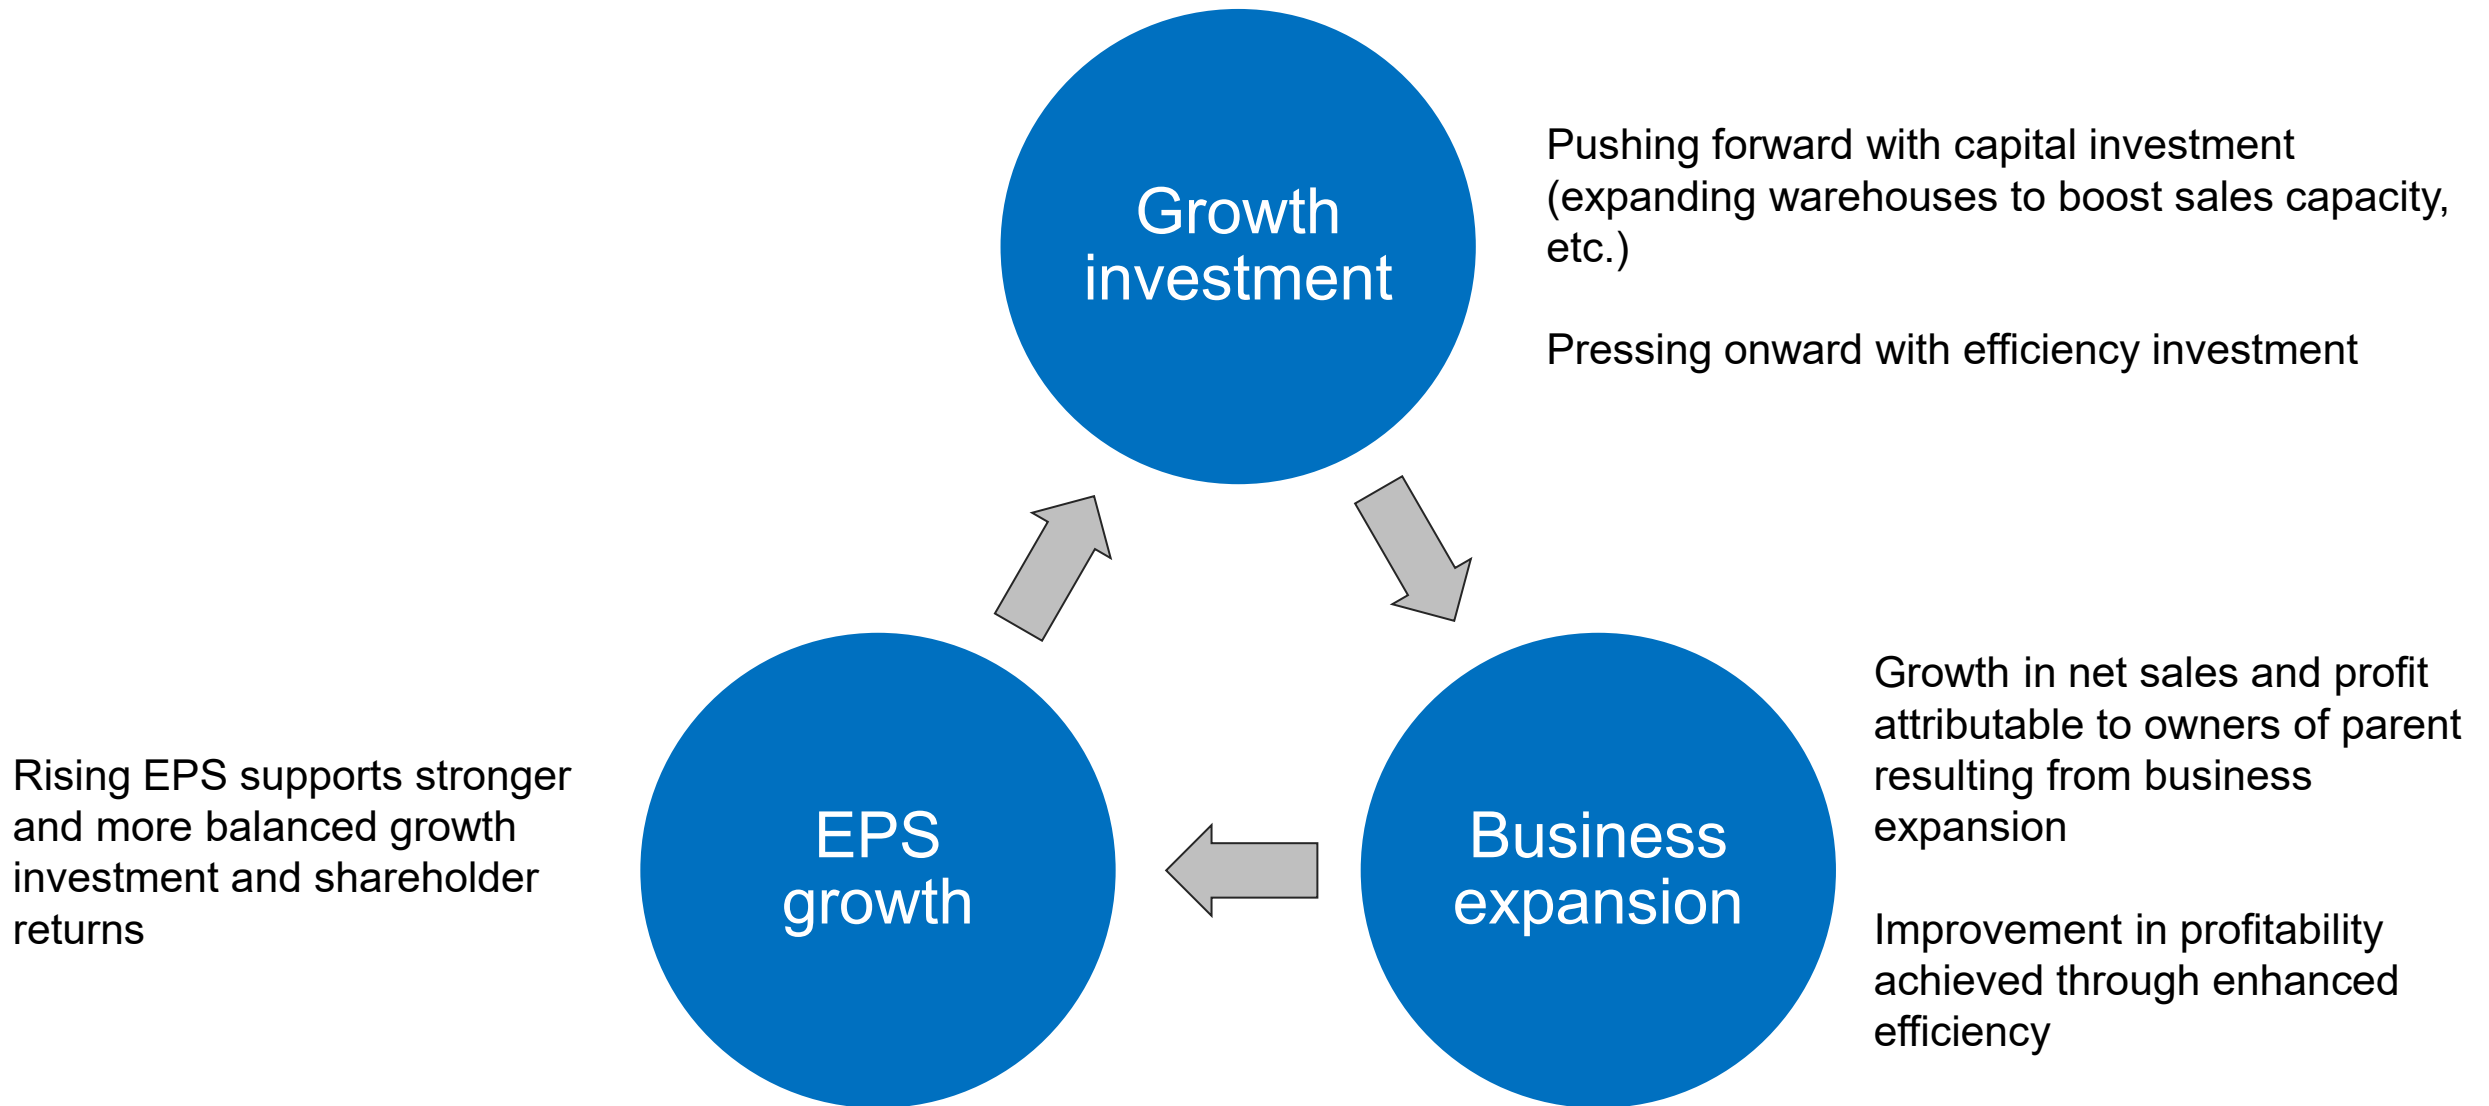 Growth
investment
Pushing forward with capital investment
(expanding warehouses to boost sales capacity,
etc.)
Pressing onward with efficiency investment
Business
expansion
Growth in net sales and profit
attributable to owners of parent
resulting from business
expansion
Improvement in profitability
achieved through enhanced
efficiency
EPS
growth
Rising EPS supports stronger
and more balanced growth
investment and shareholder
returns